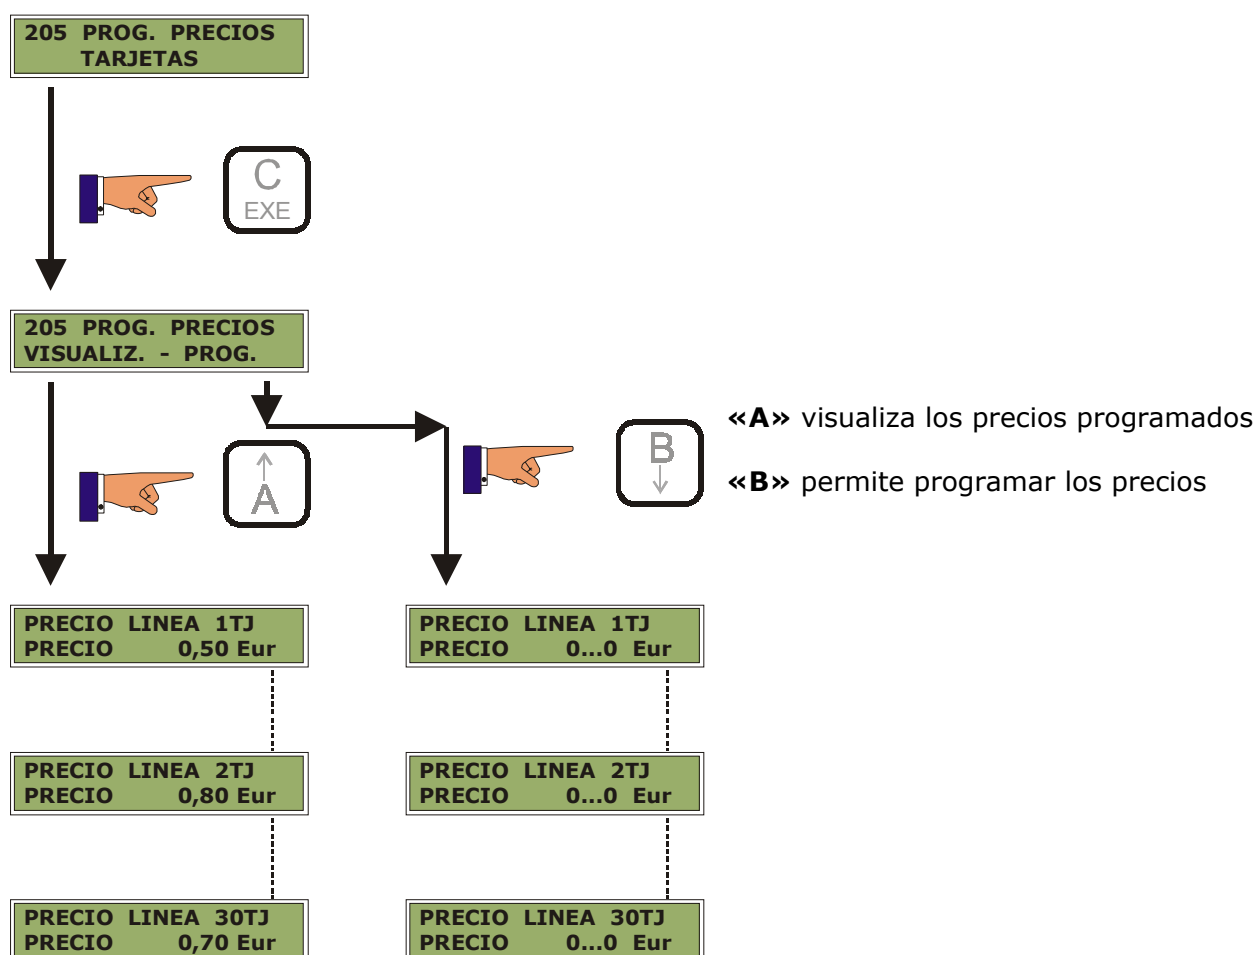 205 PROG. PRECIOS
TARJETAS
C
EXE
205 PROG. PRECIOS
VISUALIZ. - PROG.
A
B
«A» visualiza los precios programados
«B» permite programar los precios
PRECIO LINEA 1TJ
PRECIO 0,50 Eur
PRECIO LINEA 1TJ
PRECIO 0...0 Eur
PRECIO LINEA 2TJ
PRECIO 0,80 Eur
PRECIO LINEA 2TJ
PRECIO 0...0 Eur
PRECIO LINEA 30TJ
PRECIO 0,70 Eur
PRECIO LINEA 30TJ
PRECIO 0...0 Eur